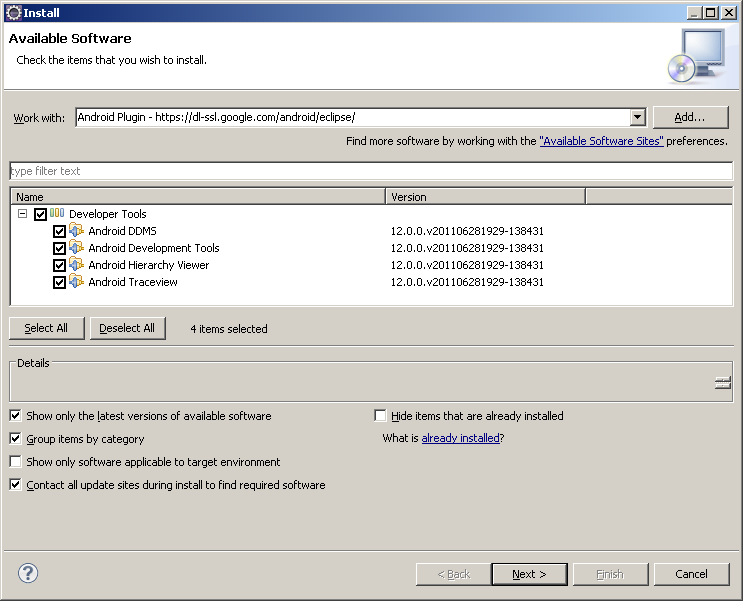 Install
Available Software
Check the items that you wish to install.
Work with: Android Plugin - https://dl-ssl.google.com/android/eclipse/ Add...
Find more software by working with the "Available Software Sites" preferences.
type filter text
Name Version
Developer Tools
Android DDMS 12.0.0.v201106281929-138431
Android Development Tools 12.0.0.v201106281929-138431
Android Hierarchy Viewer 12.0.0.v201106281929-138431
Android Traceview 12.0.0.v201106281929-138431
Select All Deselect All 4 items selected
Details
Show only the latest versions of available software Hide items that are already installed
Group items by category What is already installed?
Show only software applicable to target environment
Contact all update sites during install to find required software
? < Back Next > Finish Cancel